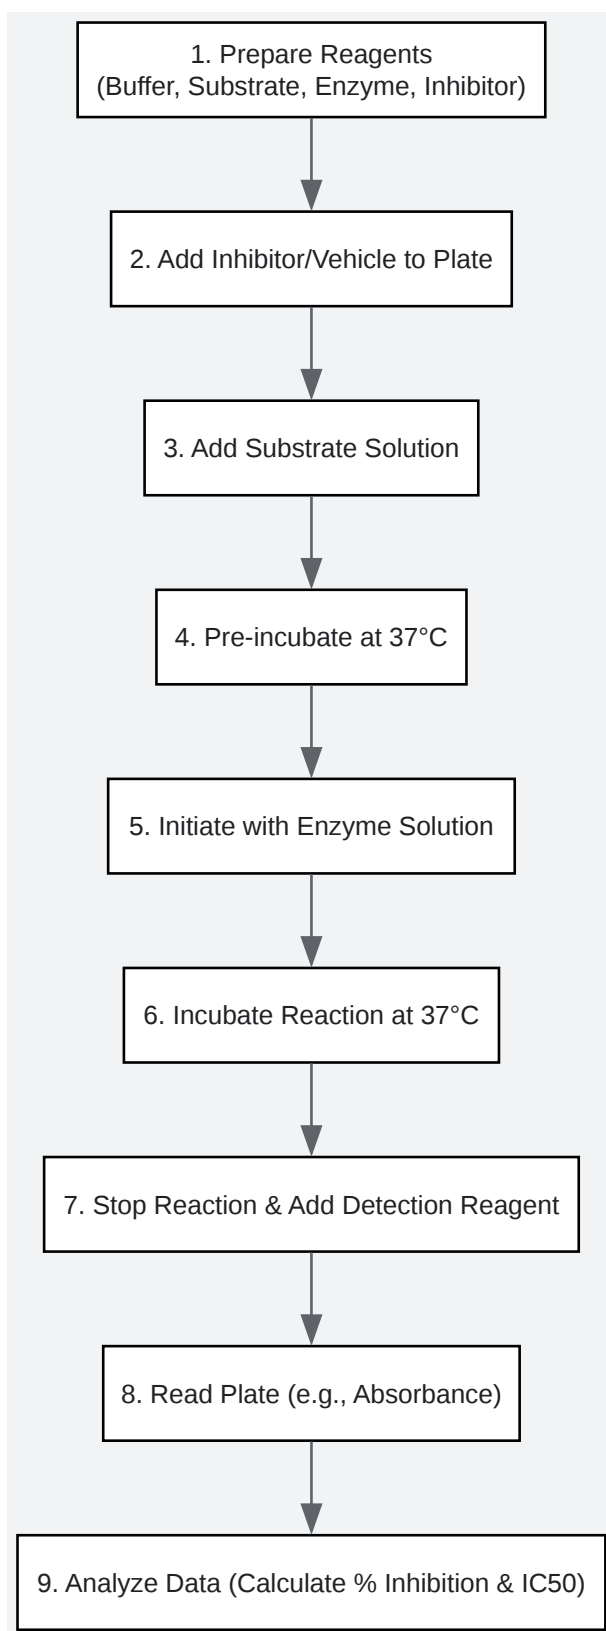 1. Prepare Reagents
(Buffer, Substrate, Enzyme, Inhibitor)
2. Add Inhibitor/Vehicle to Plate
3. Add Substrate Solution
4. Pre-incubate at 37°C
5. Initiate with Enzyme Solution
6. Incubate Reaction at 37°C
7. Stop Reaction & Add Detection Reagent
8. Read Plate (e.g., Absorbance)
9. Analyze Data (Calculate % Inhibition & IC50)